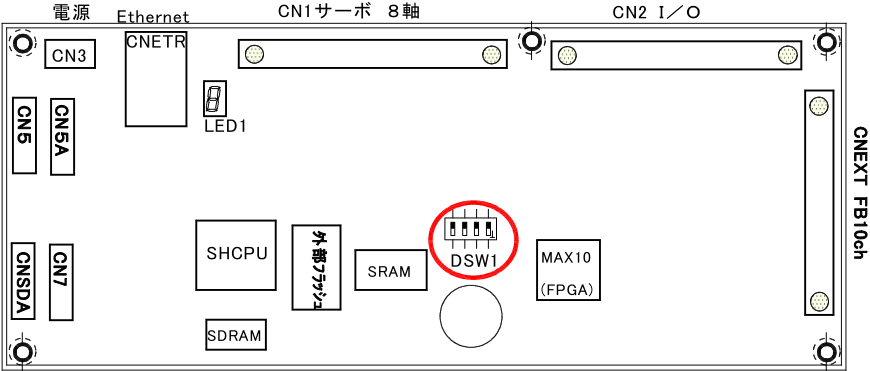 電源
Ethernet
CN1サーボ 8軸
CN2 I/O
CN3
CNETR
LED1
CN5
CN5A
CNEXT FB10ch
SHCPU
外部フラッシュ
SRAM
DSW1
MAX10
(FPGA)
CNSDA
CN7
SDRAM